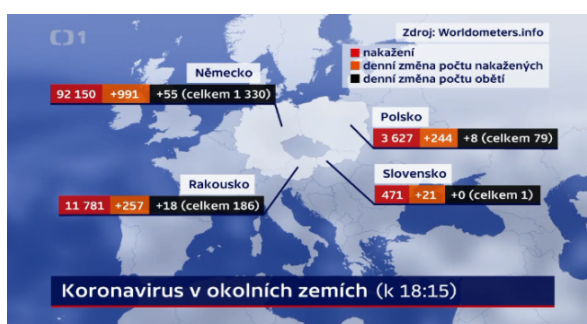 1
Zdroj: Worldometers.info
nakažení
denní změna počtu nakažených
denní změna počtu obětí
Německo
92 150 +991 +55 (celkem 1 330)
Polsko
3 627 +244 +8 (celkem 79)
Slovensko
471 +21 +0 (celkem 1)
Rakousko
11 781 +257 +18 (celkem 186)
Koronavirus v okolních zemích (k 18:15)